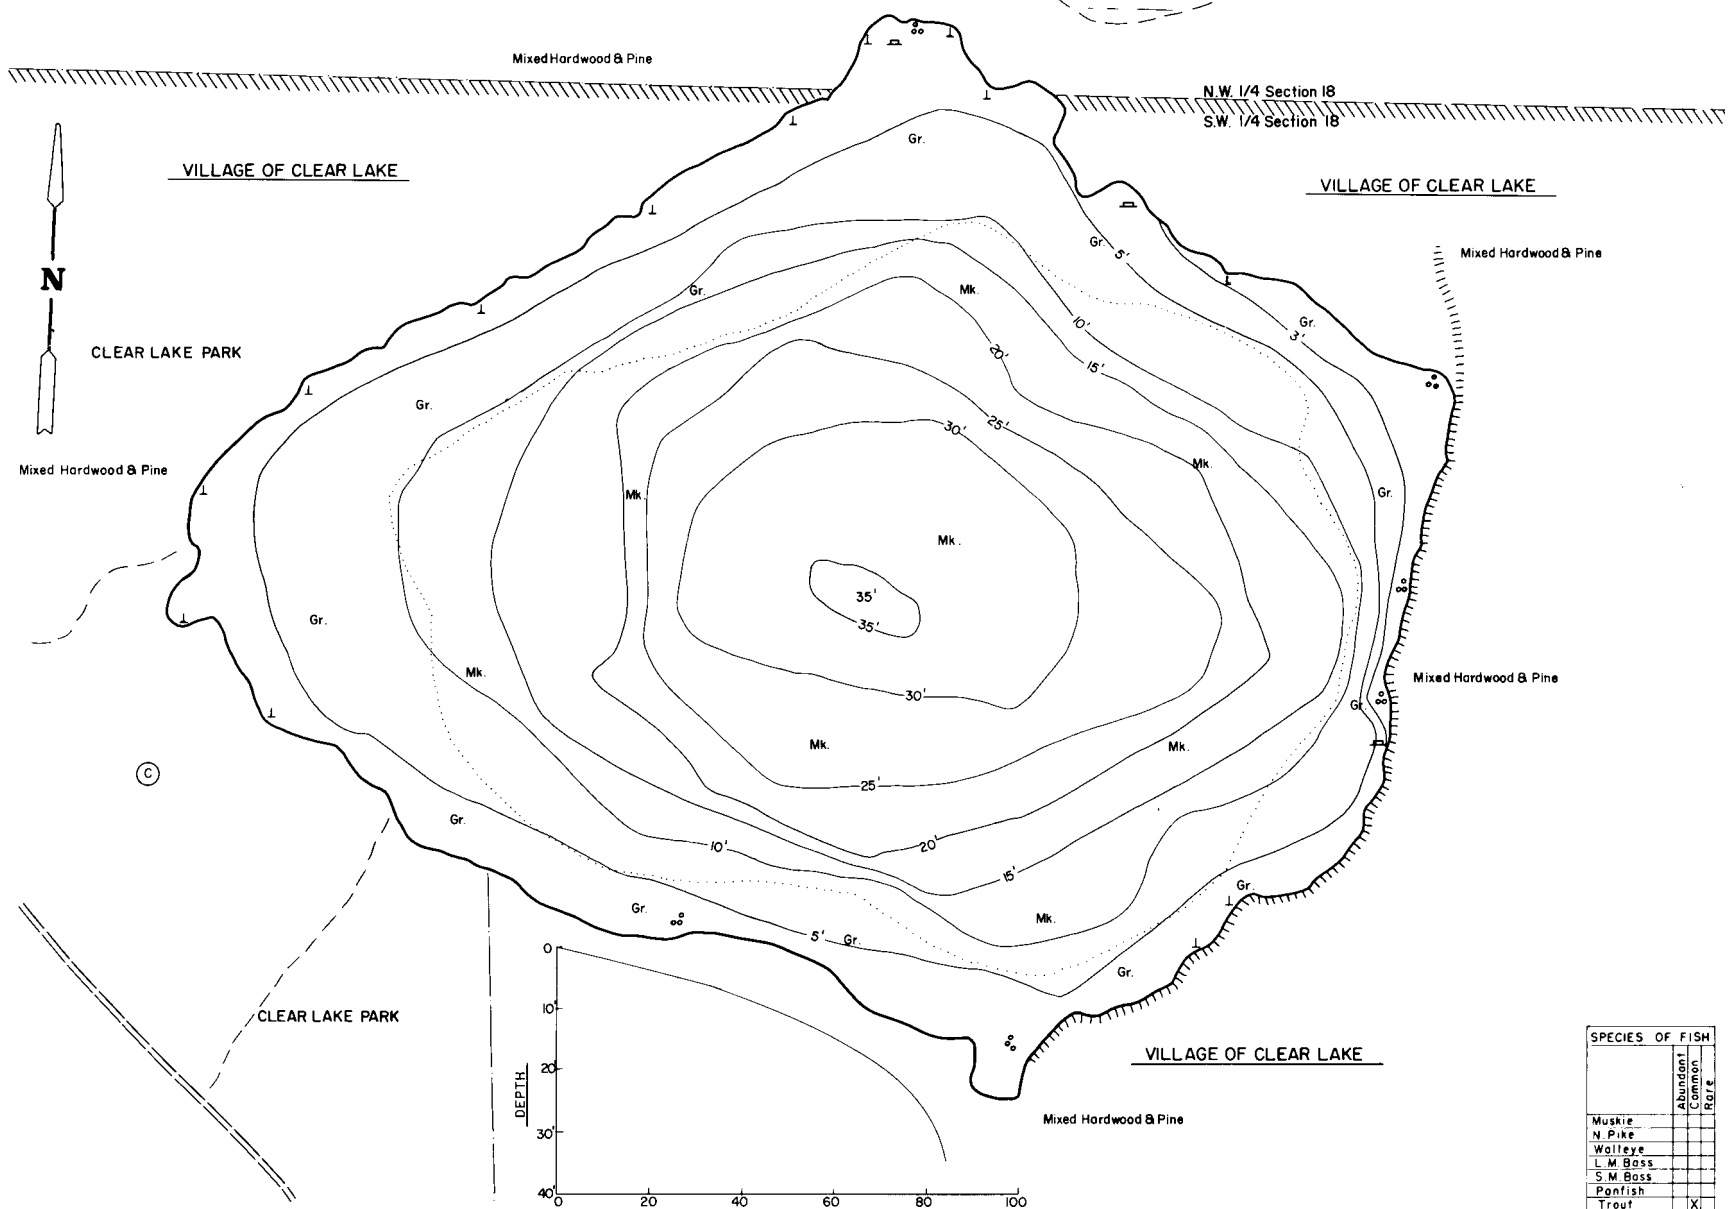 Mixed Hardwood & Pine
N.W. 1/4 Section 18
S.W. 1/4 Section 18
Gr.
VILLAGE OF CLEAR LAKE
VILLAGE OF CLEAR LAKE
Gr.
5'
Mixed Hardwood & Pine
N
Gr.
Mk.
10'
Gr.
3'
CLEAR LAKE PARK
20'
15'
Gr.
25'
30'
Mixed Hardwood & Pine
Mk.
Mk.
Gr.
Mk.
35'
35'
Gr.
Mk.
30'
Mixed Hardwood & Pine
Gr.
Mk.
Mk.
C
25'
Gr.
10'
20'
15'
Gr.
Gr.
Mk.
5'
Gr.
Gr.
CLEAR LAKE PARK
VILLAGE OF CLEAR LAKE
Mixed Hardwood & Pine
DEPTH
0
10'
20'
30'
40'
0 20 40 60 80 100
SPECIES OF FISH
Abundant
Common
Rare
Muskie
N. Pike
Walleye
L.M. Bass
S.M. Bass
Panfish
Trout X